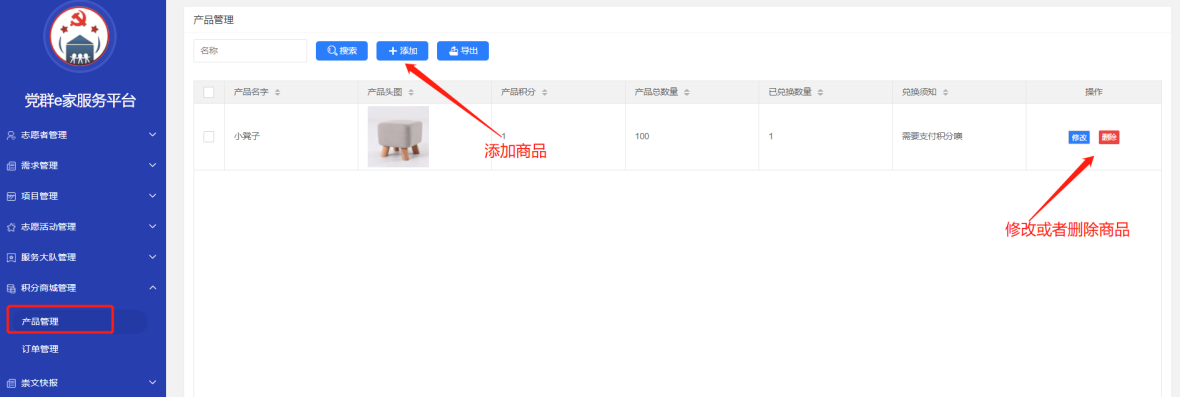 产品管理
名称
搜索
添加
导出
党群e家服务平台
产品名字
产品头图
产品积分
产品总数量
已兑换数量
兑换须知
操作
志愿者管理
小凳子
1
100
1
需要支付积分噢
修改
删除
添加商品
需求管理
项目管理
志愿活动管理
修改或者删除商品
服务大队管理
积分商城管理
产品管理
订单管理
崇文快报